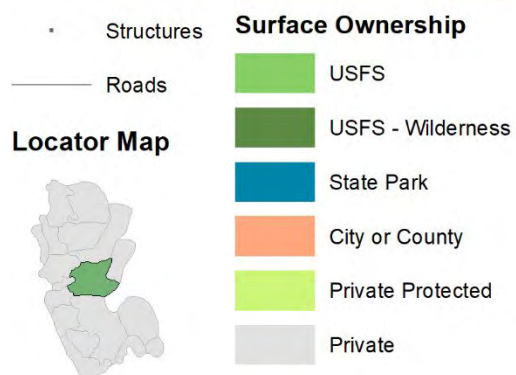 Structures
Roads
Locator Map
Surface Ownership
USFS
USFS - Wilderness
State Park
City or County
Private Protected
Private